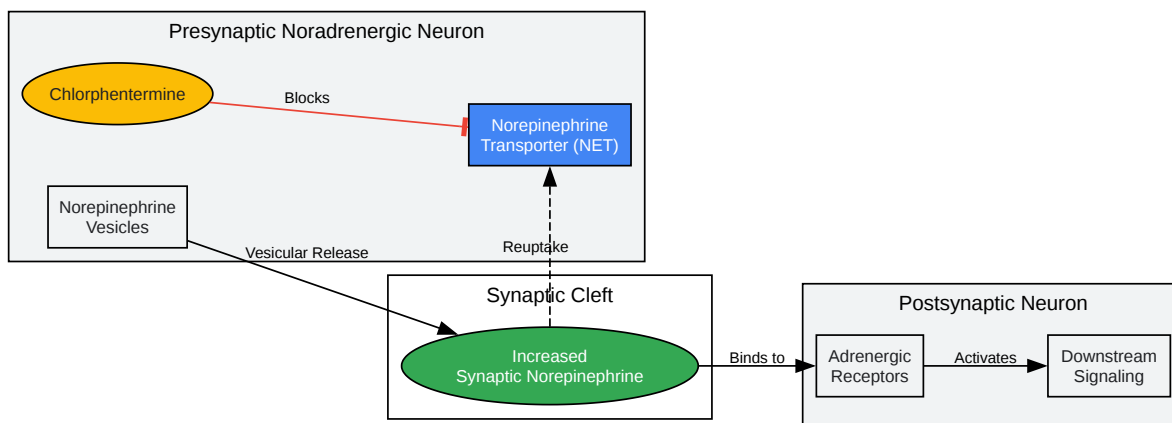 Presynaptic Noradrenergic Neuron
Chlorphentermine
Blocks
Norepinephrine
Transporter (NET)
Norepinephrine
Vesicles
Vesicular Release
Reuptake
Synaptic Cleft
Increased
Synaptic Norepinephrine
Binds to
Postsynaptic Neuron
Adrenergic
Receptors
Activates
Downstream
Signaling